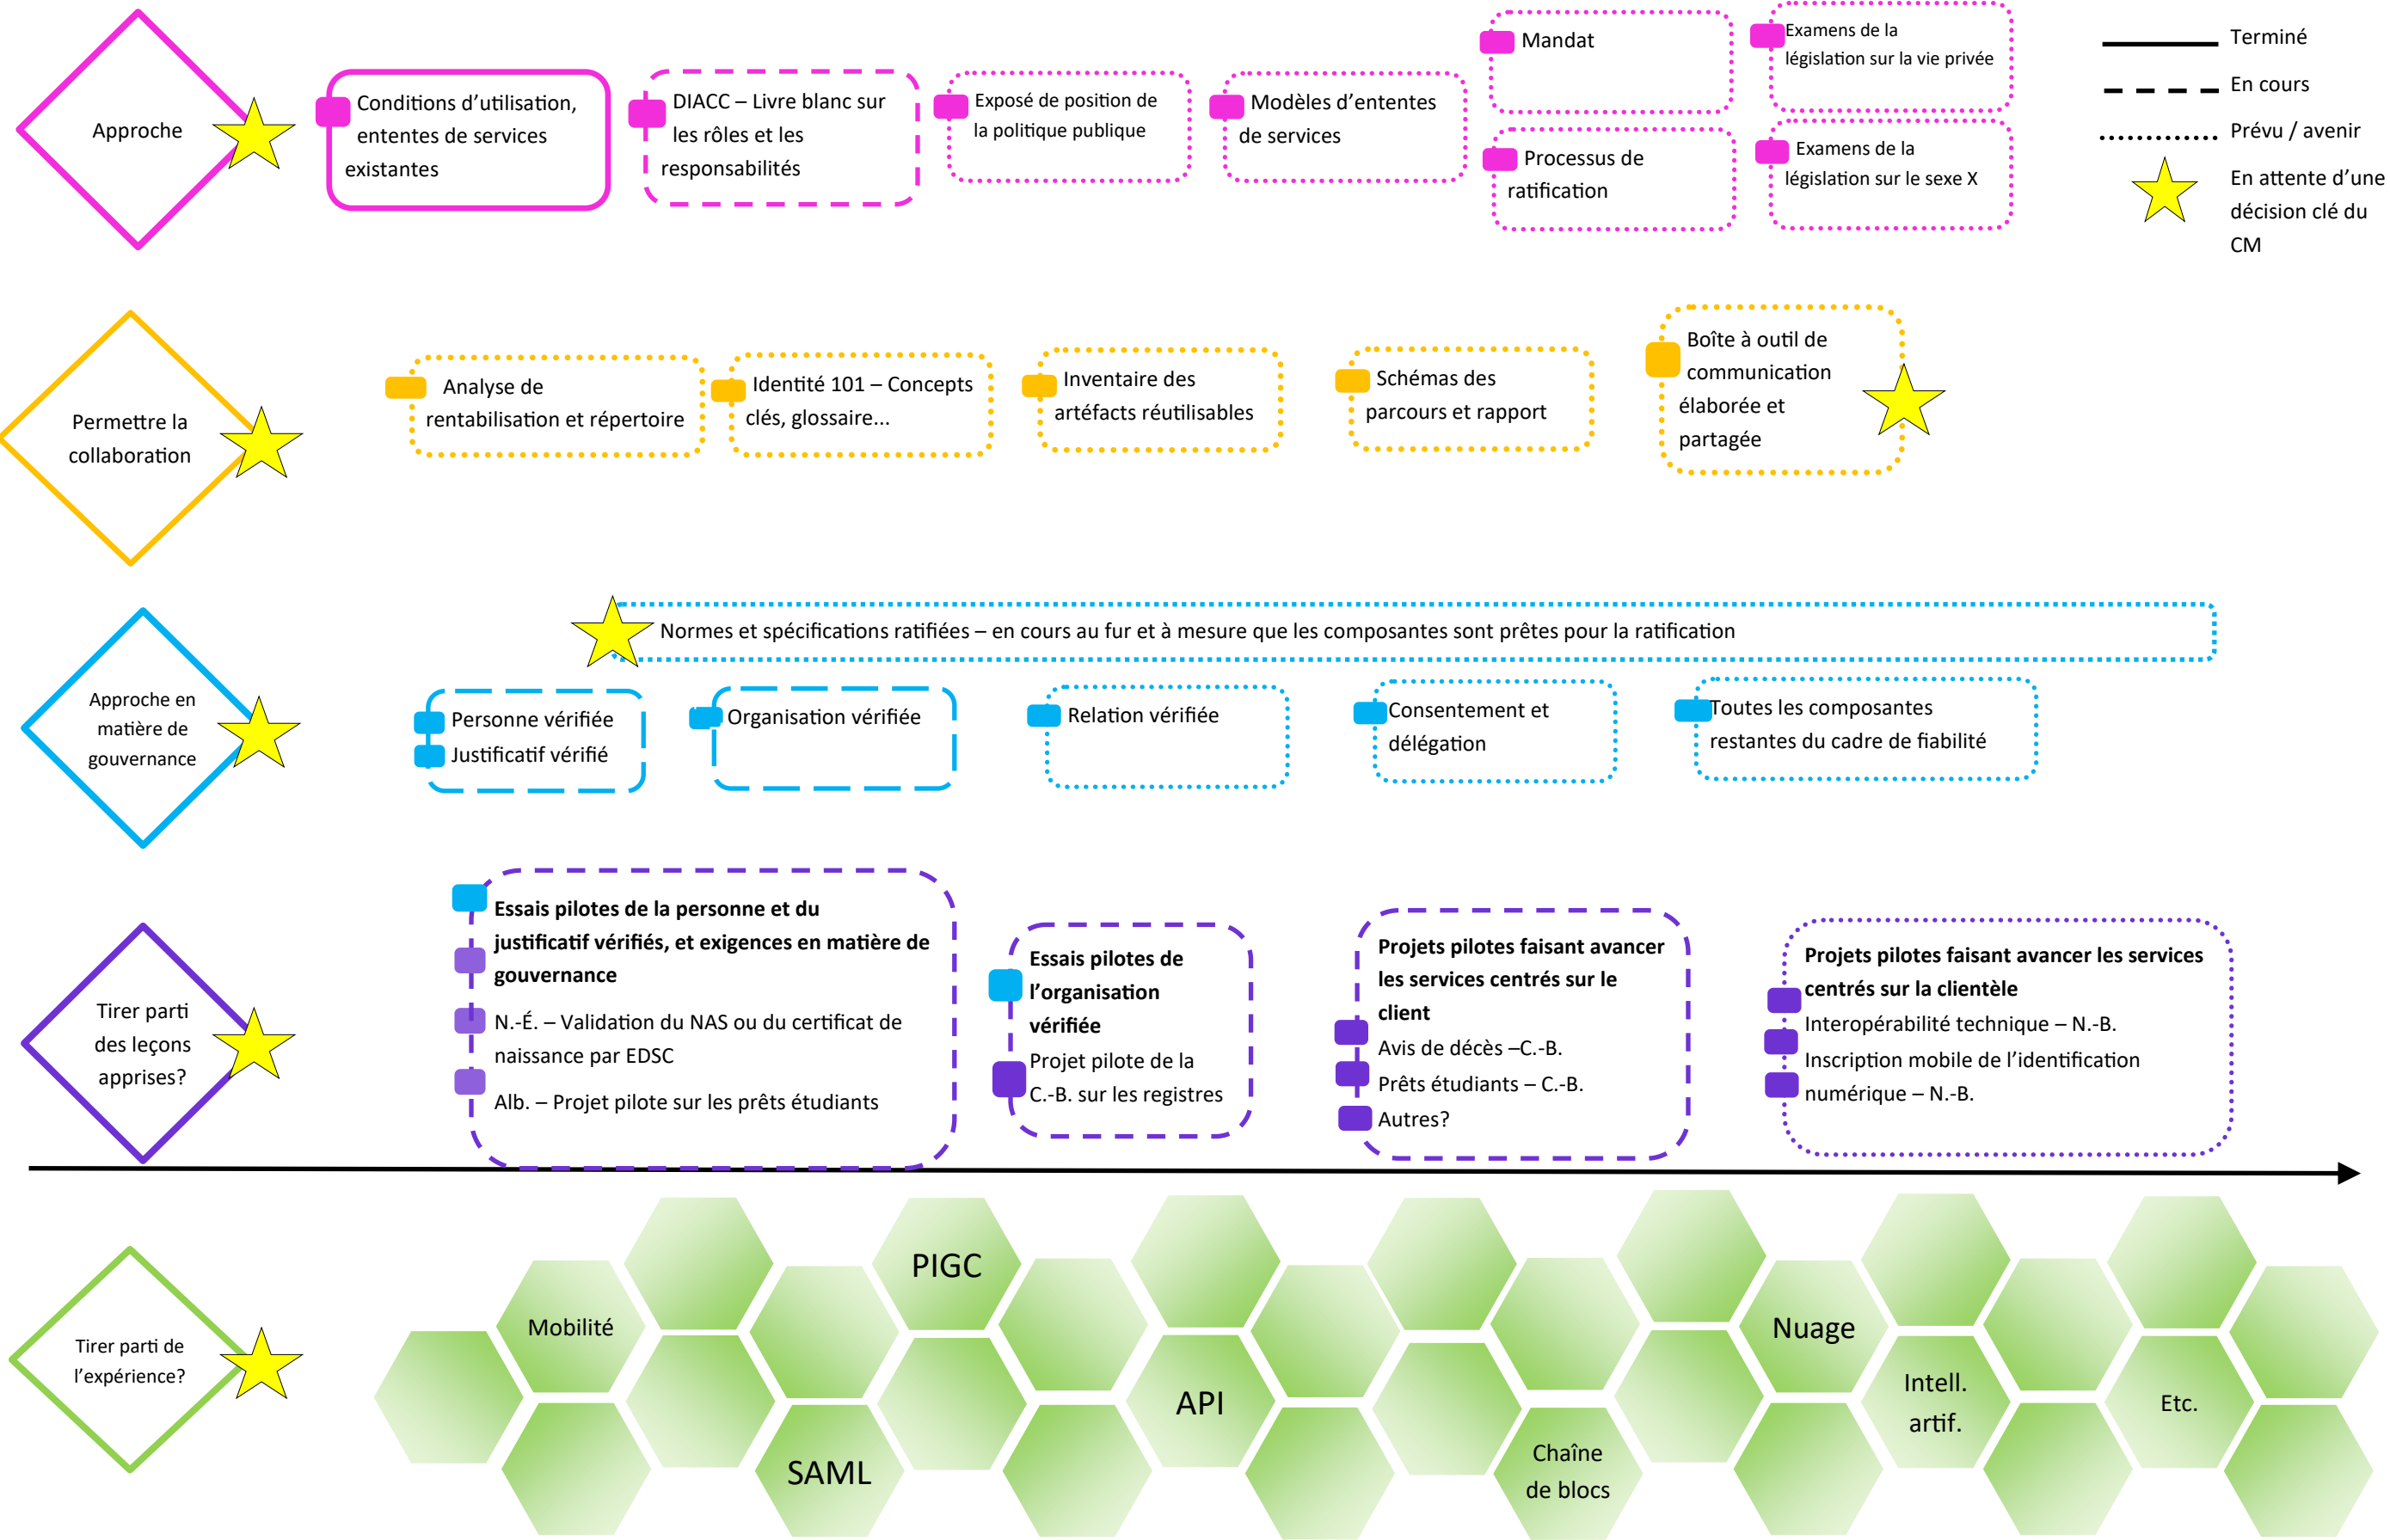 Approche
Conditions d'utilisation,
ententes de services
existantes
DIACC – Livre blanc sur
les rôles et les
responsabilités
Exposé de position de
la politique publique
Modèles d'ententes
de services
Mandat
Processus de
ratification
Examens de la
législation sur la vie privée
Examens de la
législation sur le sexe X
Terminé
En cours
Prévu / avenir
En attente d'une
décision clé du
CM
Permettre la
collaboration
Analyse de
rentabilisation et répertoire
Identité 101 – Concepts
clés, glossaire...
Inventaire des
artéfacts réutilisables
Schémas des
parcours et rapport
Boîte à outil de
communication
élaborée et
partagée
Approche en
matière de
gouvernance
Normes et spécifications ratifiées – en cours au fur et à mesure que les composantes sont prêtes pour la ratification
Personne vérifiée
Justificatif vérifié
Organisation vérifiée
Relation vérifiée
Consentement et
délégation
Toutes les composantes
restantes du cadre de fiabilité
Tirer parti
des leçons
apprises?
Essais pilotes de la personne et du
justificatif vérifiés, et exigences en matière de
gouvernance
N.-É. – Validation du NAS ou du certificat de
naissance par EDSC
Alb. – Projet pilote sur les prêts étudiants
Essais pilotes de
l'organisation
vérifiée
Projet pilote de la
C.-B. sur les registres
Projets pilotes faisant avancer
les services centrés sur le
client
Avis de décès –C.-B.
Prêts étudiants – C.-B.
Autres?
Projets pilotes faisant avancer les services
centrés sur la clientèle
Interopérabilité technique – N.-B.
Inscription mobile de l'identification
numérique – N.-B.
Tirer parti de
l'expérience?
Mobilité
SAML
PIGC
API
Chaîne
de blocs
Nuage
Intell.
artif.
Etc.